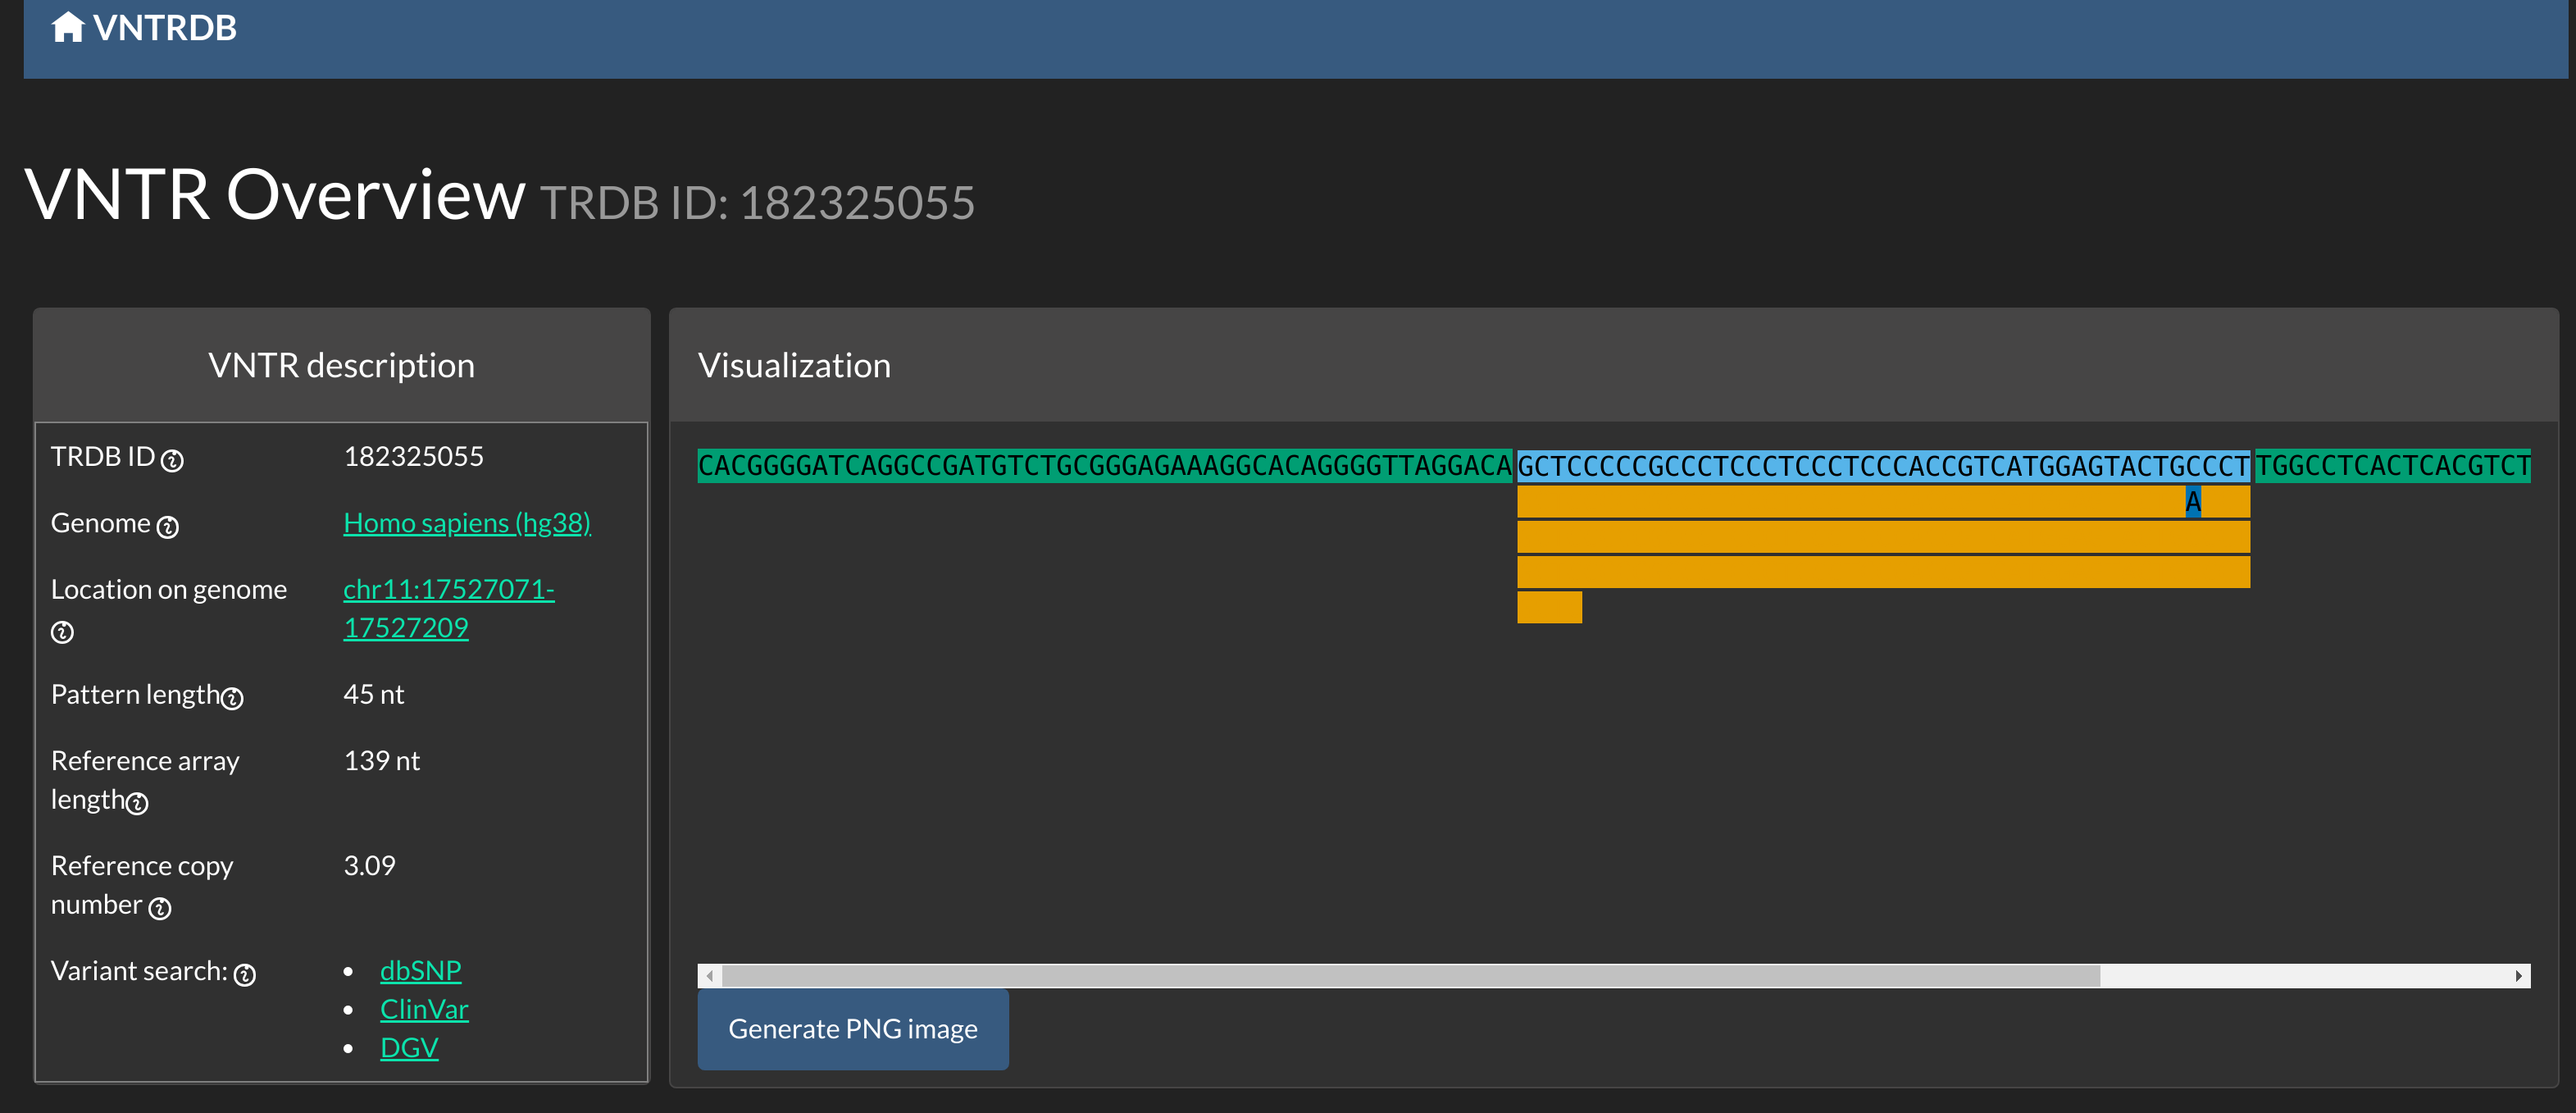 VNTRDB
VNTR Overview TRDB ID: 182325055
VNTR description
TRDB ID 182325055
Genome Homo sapiens (hg38)
Location on genome chr11:17527071-
17527209
Pattern length 45 nt
Reference array 139 nt
length
Reference copy 3.09
number
Variant search: • dbSNP
• ClinVar
• DGV
Visualization
CACGGGGATCAGGCCGATGTCTGCGGGAGAAAGGCACAGGGGTTAGGACA GCTCCCCCGCCCTCCCTCCCTCCCACCGTCATGGAGTACTGCCCT TGGCCTCACTCACGTCT
A
Generate PNG image